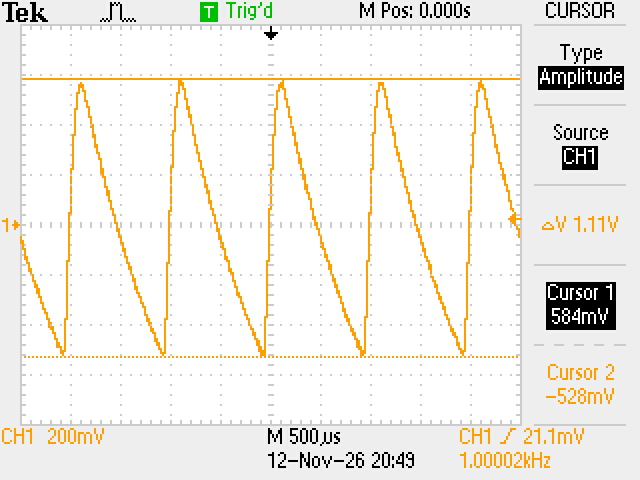 Tek T Trig'd M Pos: 0.000s CURSOR
Type
Amplitude
Source
CH1
1
△V 1.11V
Cursor 1
584mV
Cursor 2
-528mV
CH1 200mV M 500µs CH1 21.1mV
12-Nov-26 20:49 1.00002kHz